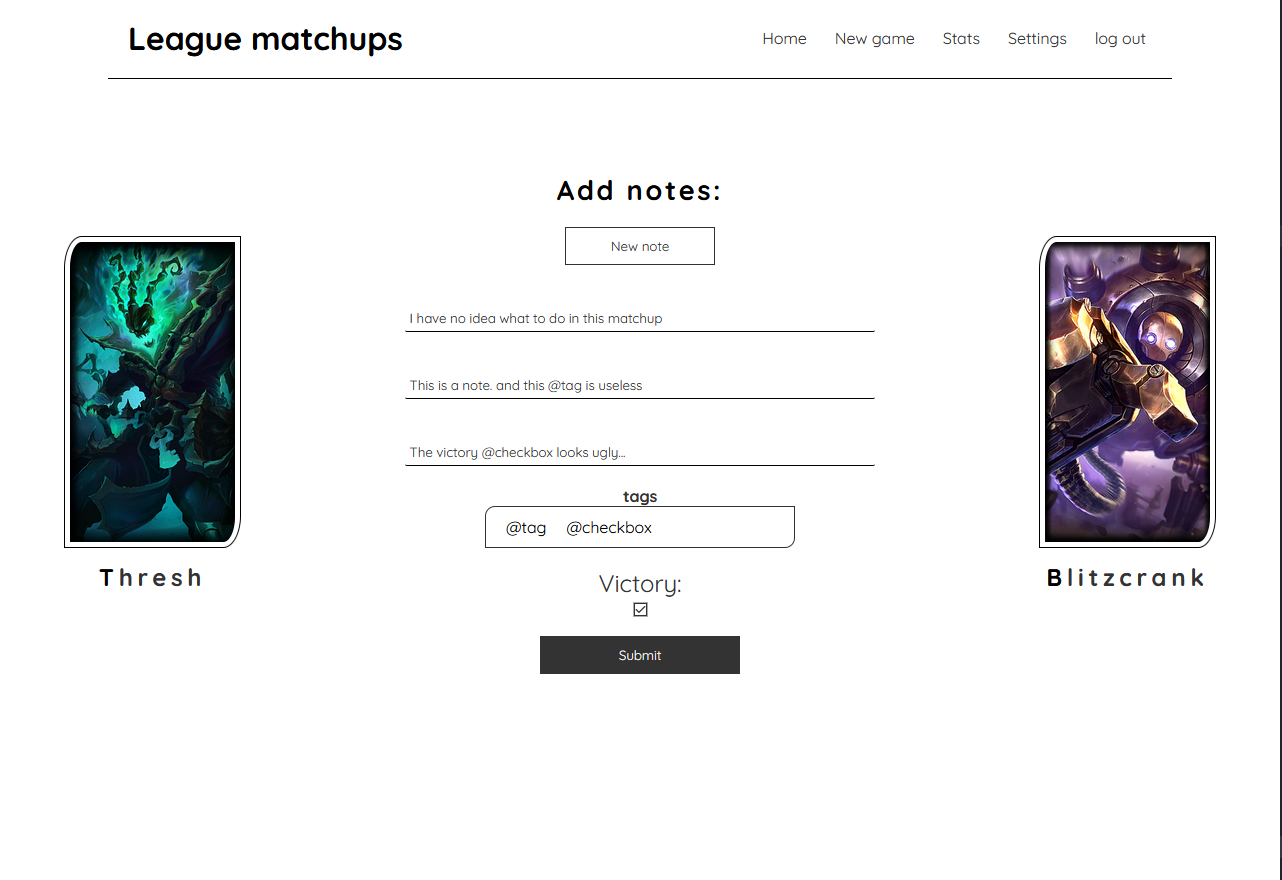 League matchups
Home New game Stats Settings log out
Add notes:
New note
I have no idea what to do in this matchup
This is a note. and this @tag is useless
The victory @checkbox looks ugly...
tags
@tag @checkbox
Thresh
Blitzcrank
Victory:
Submit